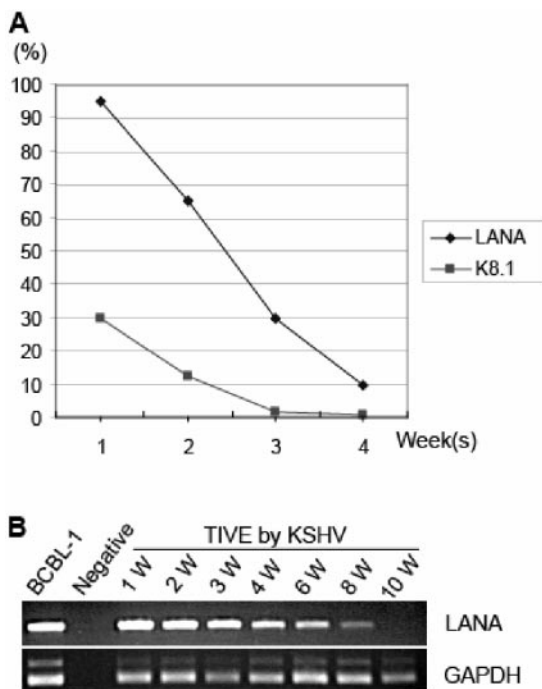 A
(%)
100
90
80
70
60
50
40
30
20
10
0
1 2 3 4 Week(s)
LANA
K8.1
B
BCBL-1 Negative TIVE by KSHV
1 W 2 W 3 W 4 W 6 W 8 W 10 W
LANA
GAPDH